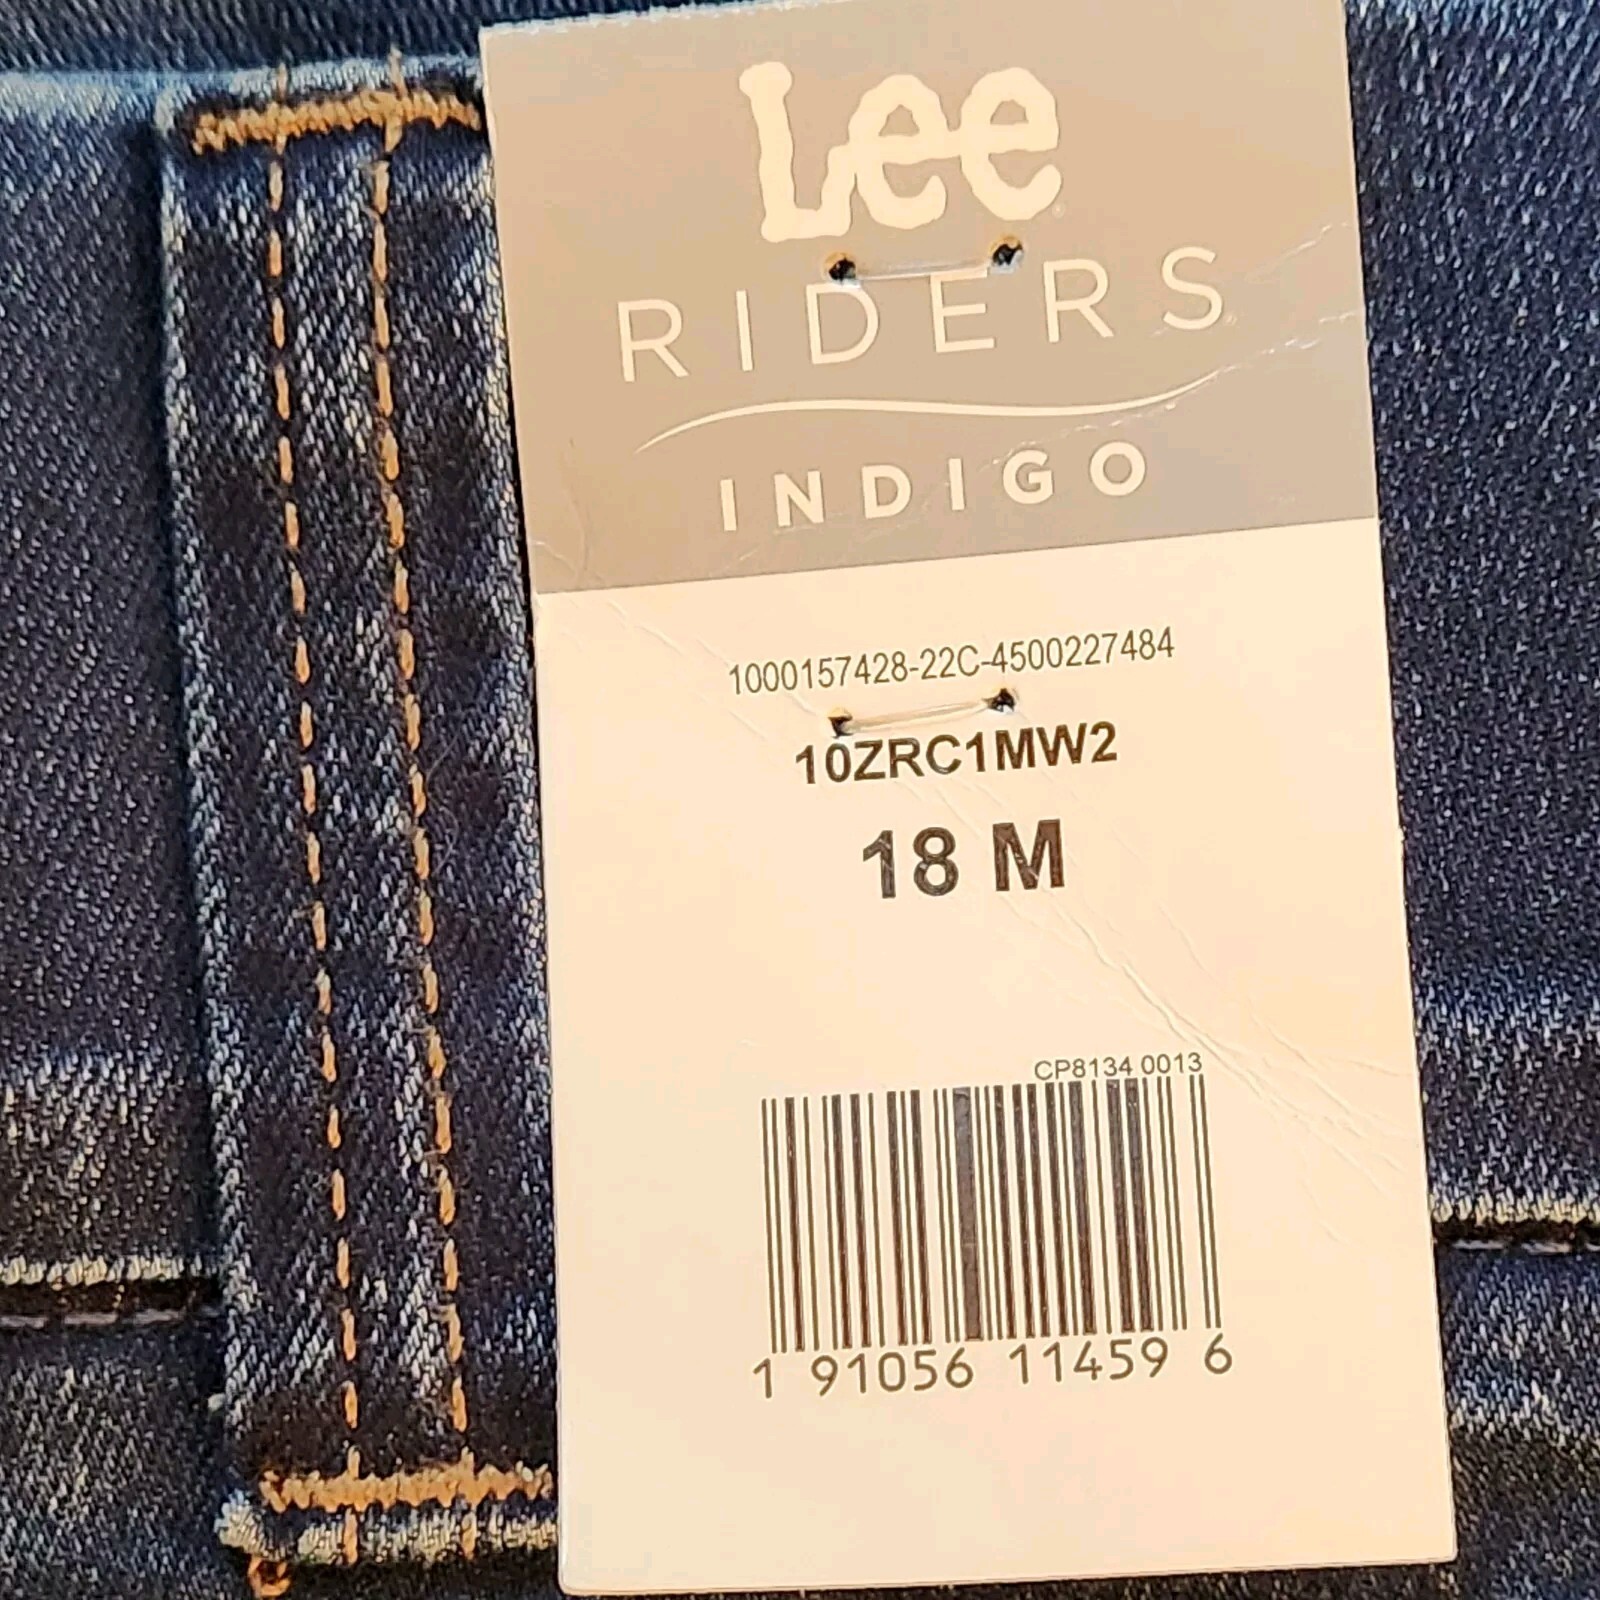 Lee
RIDERS
INDIGO
1000157428-22C-4500227484
10ZRC1MW2
18 M
CP8134 0013
1 91056 11459 6